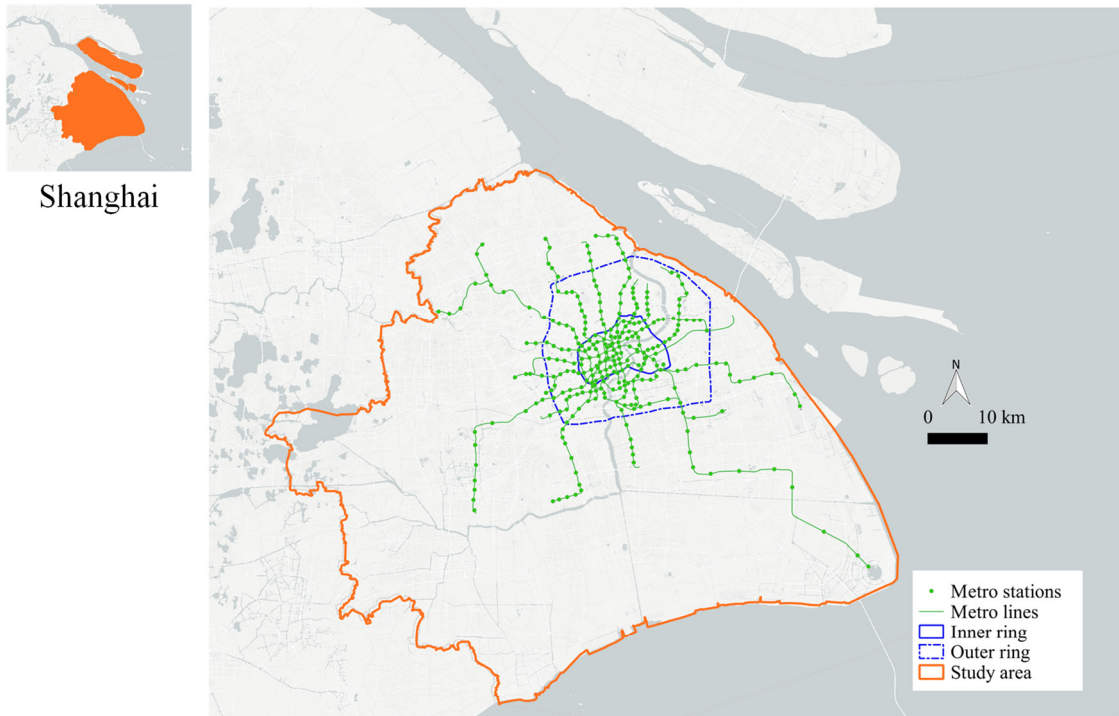 Shanghai
N
0 10 km
Metro stations
Metro lines
Inner ring
Outer ring
Study area